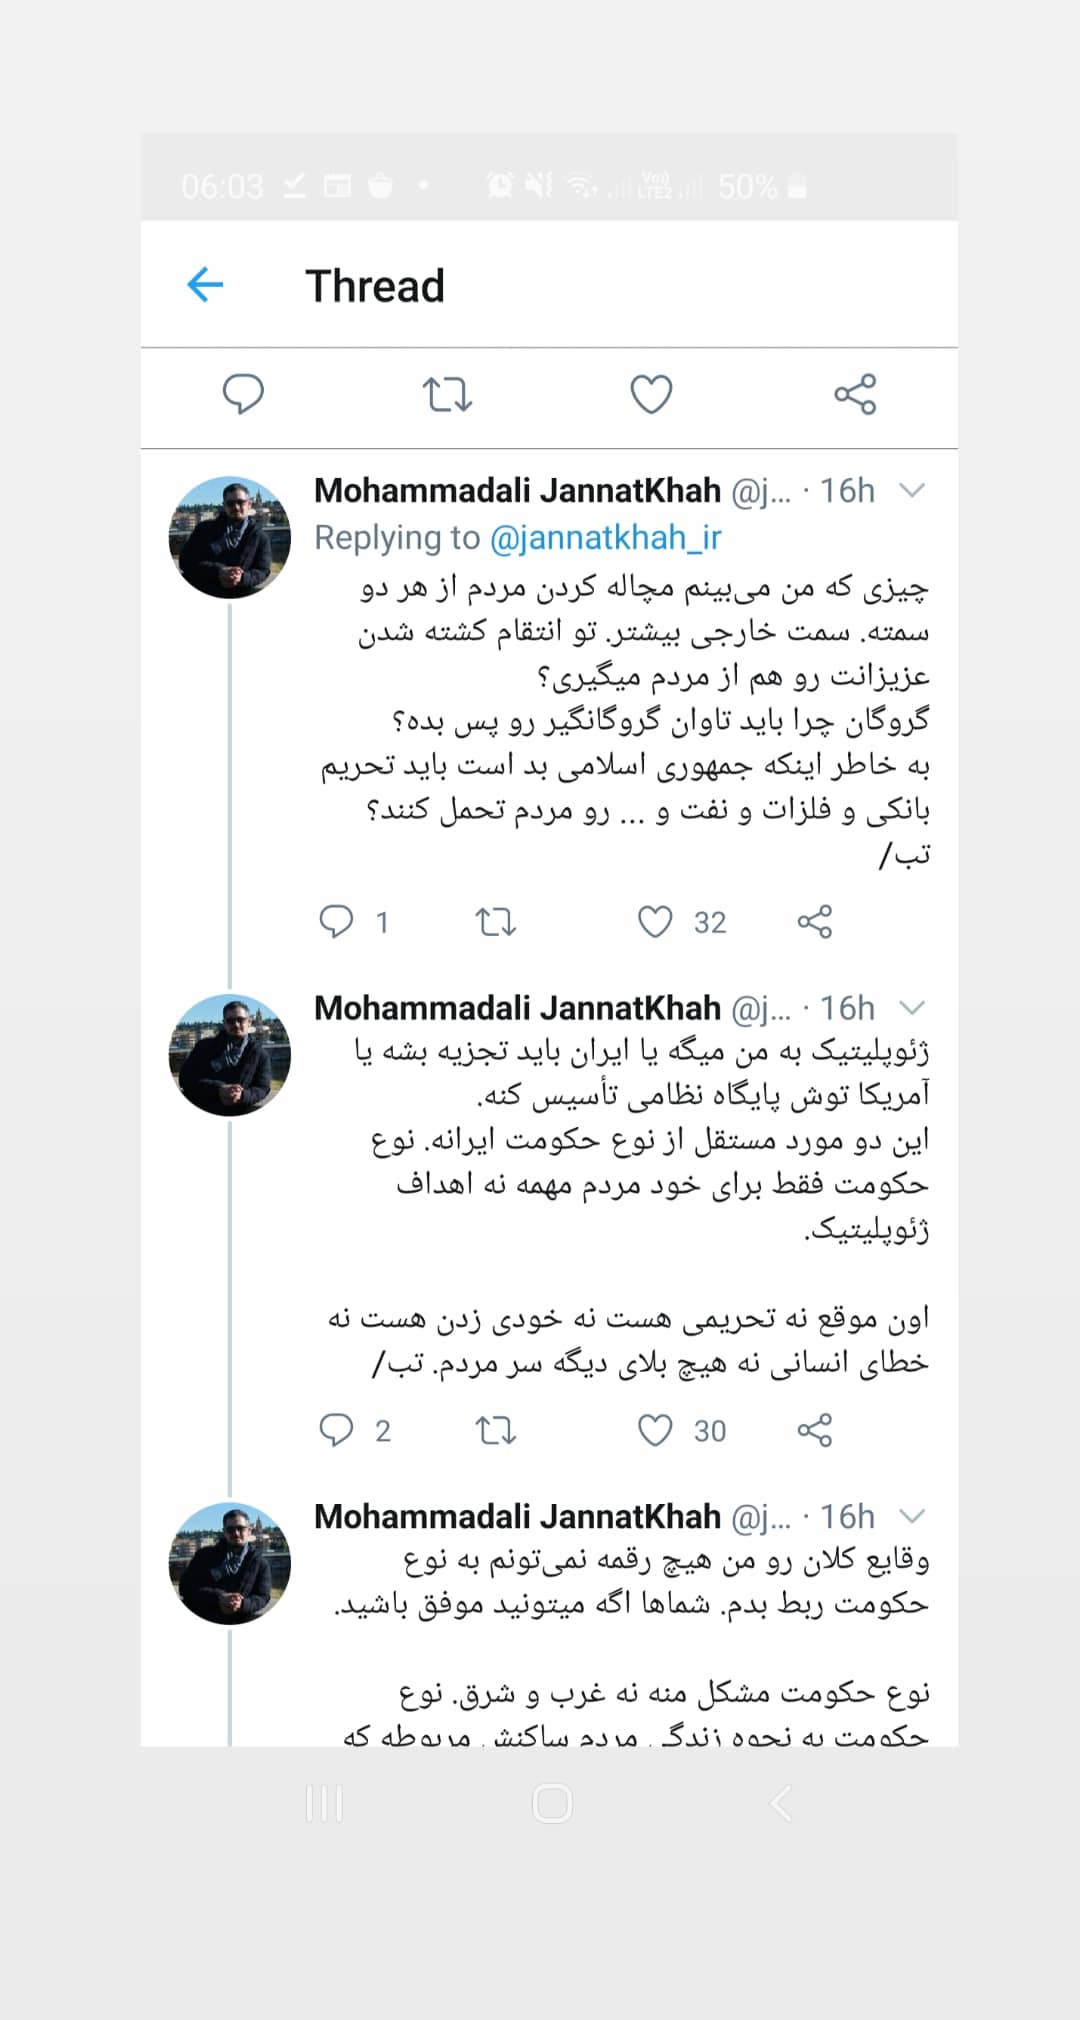 06:03
Vo))
LTE2
50%
Thread
Mohammadali JannatKhah @j... · 16h
Replying to @jannatkhah_ir
چیزی که من می‌بینم مچاله کردن مردم از هر دو
سمته. سمت خارجی بیشتر. تو انتقام کشته شدن
عزیزانت رو هم از مردم میگیری؟
گروگان چرا باید تاوان گروگانگیر رو پس بده؟
به خاطر اینکه جمهوری اسلامی بد است باید تحریم
بانکی و فلزات و نفت و ... رو مردم تحمل کنند؟
تب/
1
32
Mohammadali JannatKhah @j... · 16h
ژئوپلیتیک به من میگه یا ایران باید تجزیه بشه یا
آمریکا توش پایگاه نظامی تأسیس کنه.
این دو مورد مستقل از نوع حکومت ایرانه. نوع
حکومت فقط برای خود مردم مهمه نه اهداف
ژئوپلیتیک.
اون موقع نه تحریمی هست نه خودی زدن هست نه
خطای انسانی نه هیچ بلای دیگه سر مردم. تب/
2
30
Mohammadali JannatKhah @j... · 16h
وقایع کلان رو من هیچ رقمه نمی‌تونم به نوع
حکومت ربط بدم. شماها اگه میتونید موفق باشید.
نوع حکومت مشکل منه نه غرب و شرق. نوع
حکومت به نحوه زندگی مردم ساکنش مربوطه که